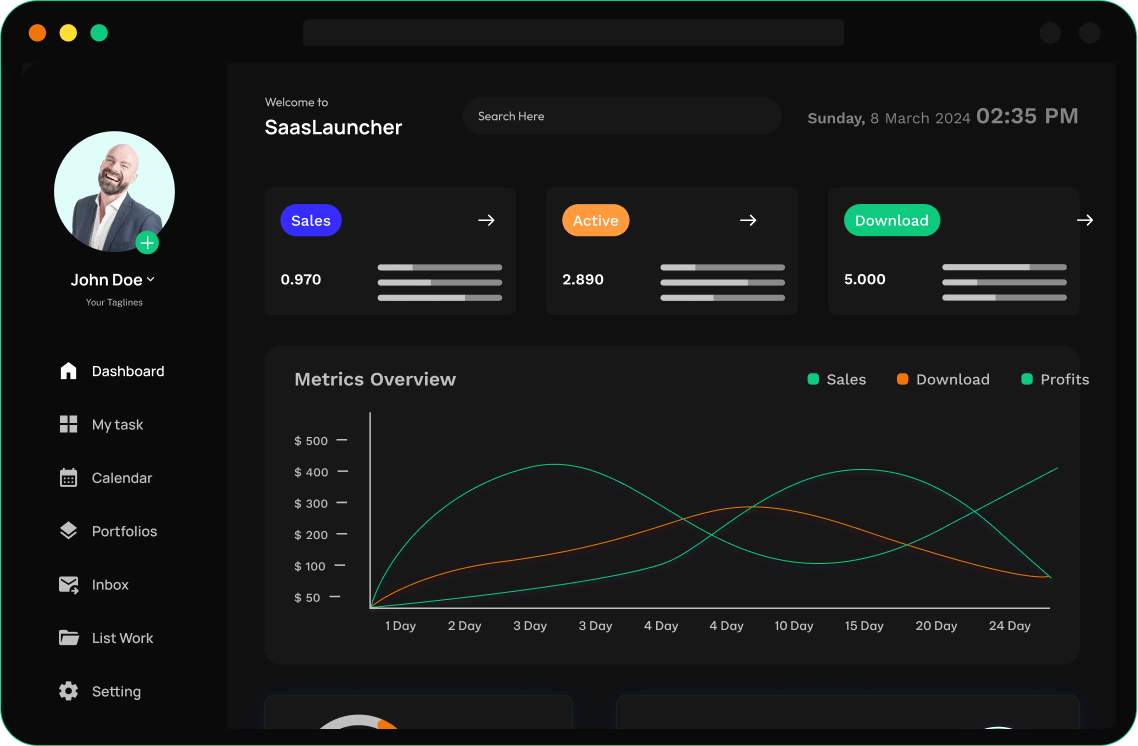 Welcome to
SaasLauncher
Search Here
Sunday, 8 March 2024 02:35 PM
John Doe
Your Taglines
Dashboard
My task
Calendar
Portfolios
Inbox
List Work
Setting
Sales
0.970
Active
2.890
Download
5.000
Metrics Overview
Sales
Download
Profits
$ 500
$ 400
$ 300
$ 200
$ 100
$ 50
1 Day 2 Day 3 Day 3 Day 4 Day 4 Day 10 Day 15 Day 20 Day 24 Day